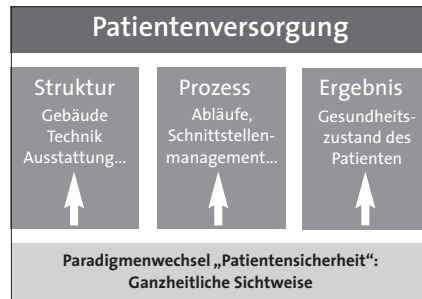 Patientenversorgung
Struktur
Gebäude
Technik
Ausstattung...
Prozess
Abläufe,
Schnittstellen-
management...
Ergebnis
Gesundheits-
zustand des
Patienten
Paradigmenwechsel „Patientensicherheit“:
Ganzheitliche Sichtweise